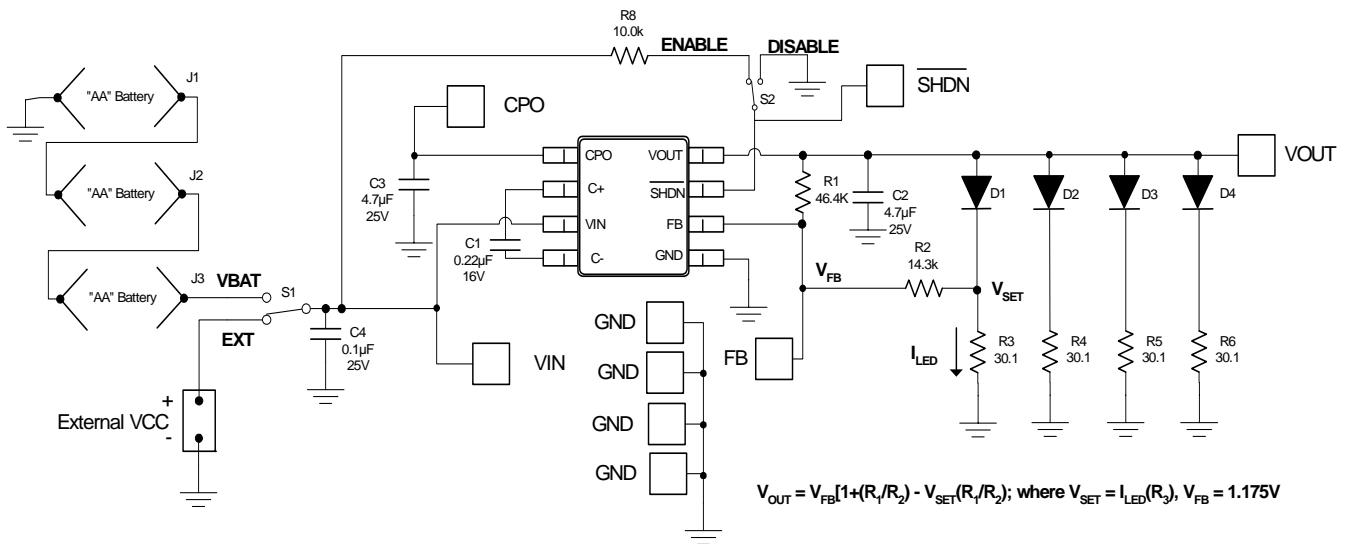 R8
10.0k
ENABLE
DISABLE
S2
SHDN
J1
"AA" Battery
CPO
CPO
VOUT
C+
SHDN
VIN
FB
C-
GND
VOUT
J2
"AA" Battery
C3
4.7µF
25V
C1
0.22µF
16V
R1
46.4K
C2
4.7µF
25V
D1
D2
D3
D4
R2
14.3k
VFB
VSET
J3
"AA" Battery
VBAT
S1
EXT
C4
0.1µF
25V
VIN
GND
GND
GND
GND
FB
ILED
R3
30.1
R4
30.1
R5
30.1
R6
30.1
External VCC
+
-
VOUT = VFB[1+(R1/R2) - VSET(R1/R2); where VSET = ILED(R3), VFB = 1.175V